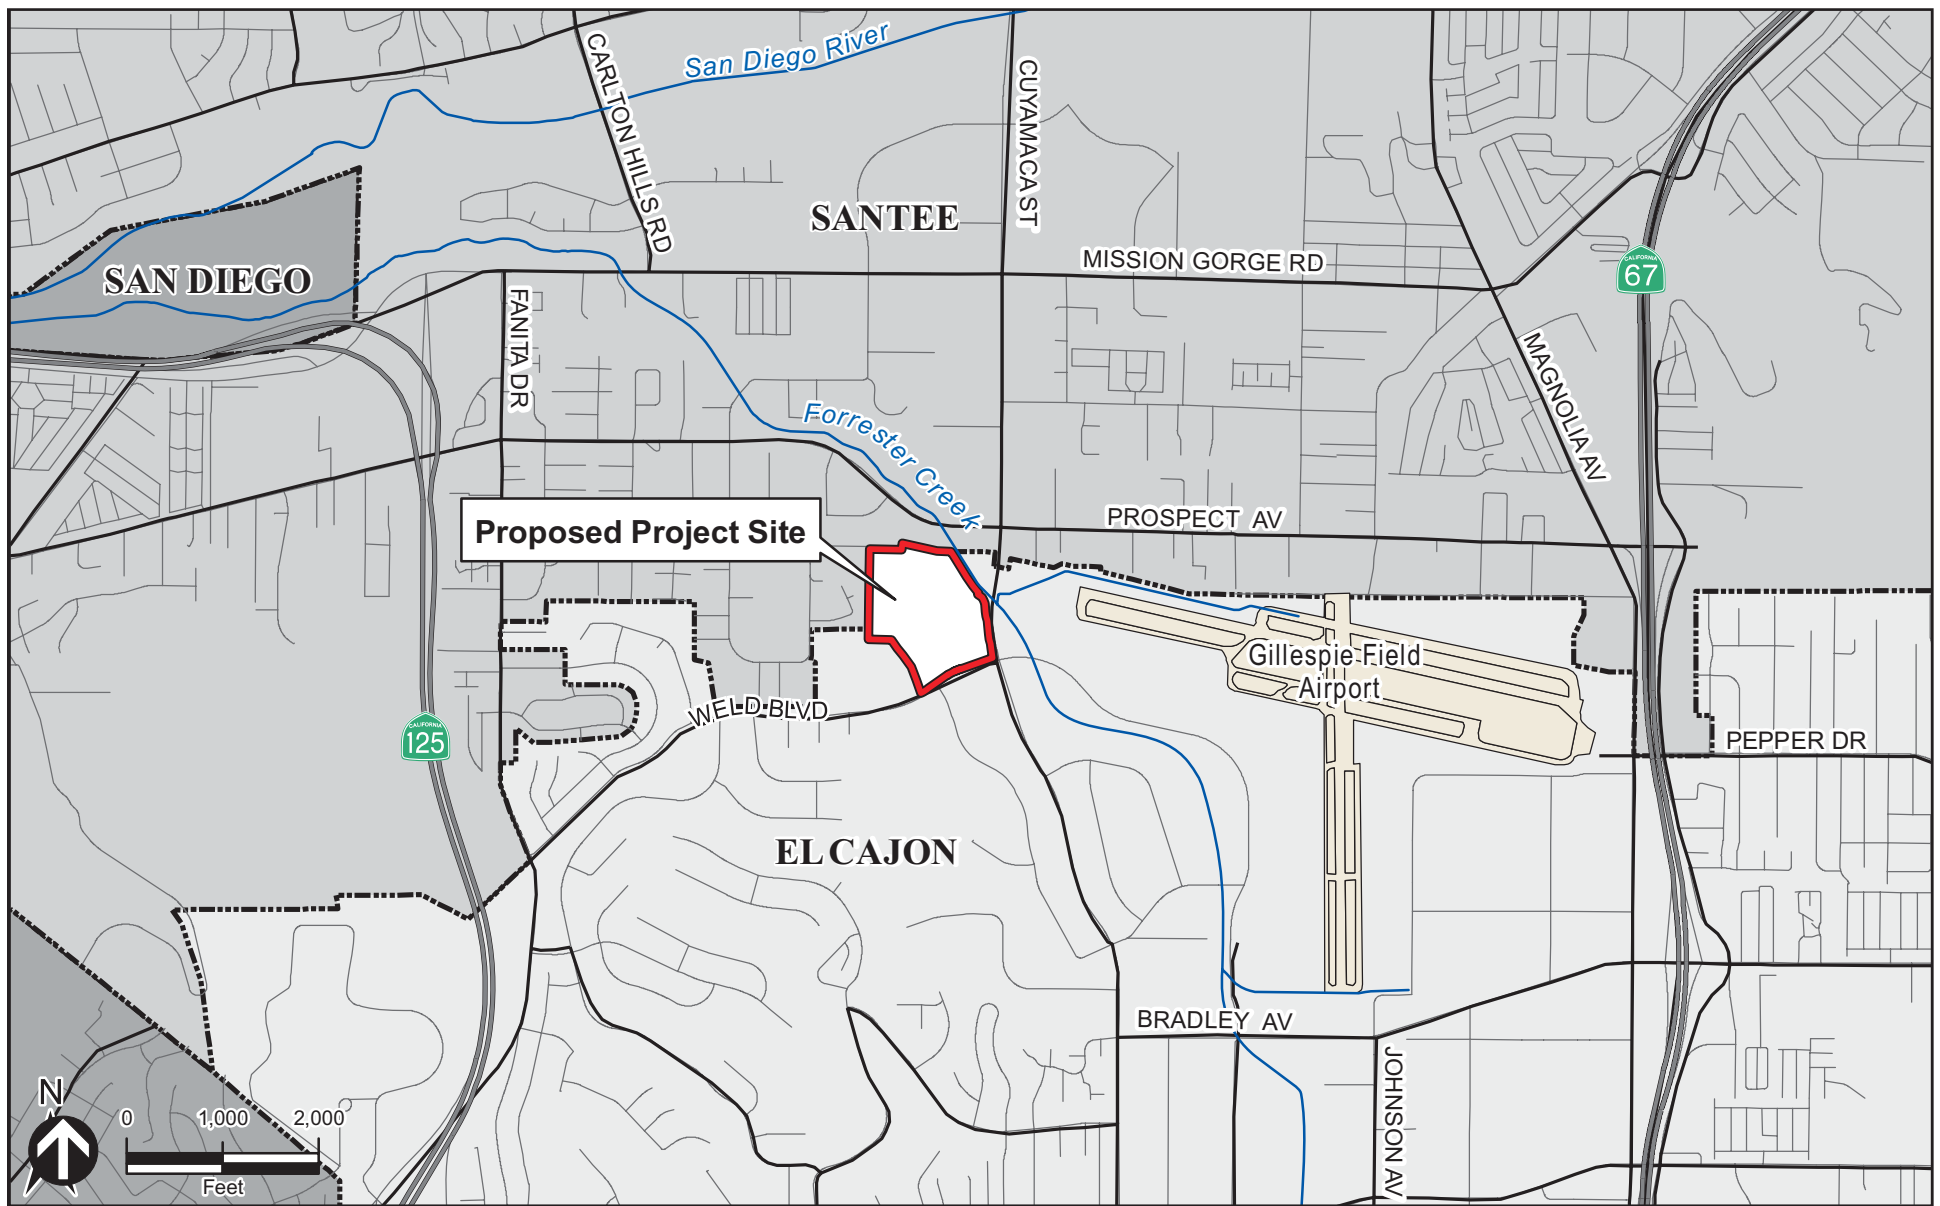 San Diego River
CARLTON HILLS RD
CUYAMACA ST
SANTEE
MISSION GORGE RD
CALIFORNIA
67
SAN DIEGO
FANITA DR
MAGNOLIA AV
Forrester Creek
PROSPECT AV
Proposed Project Site
Gillespie Field
Airport
WELD BLVD
CALIFORNIA
125
PEPPER DR
EL CAJON
BRADLEY AV
JOHNSON AV
N
0 1,000 2,000
Feet